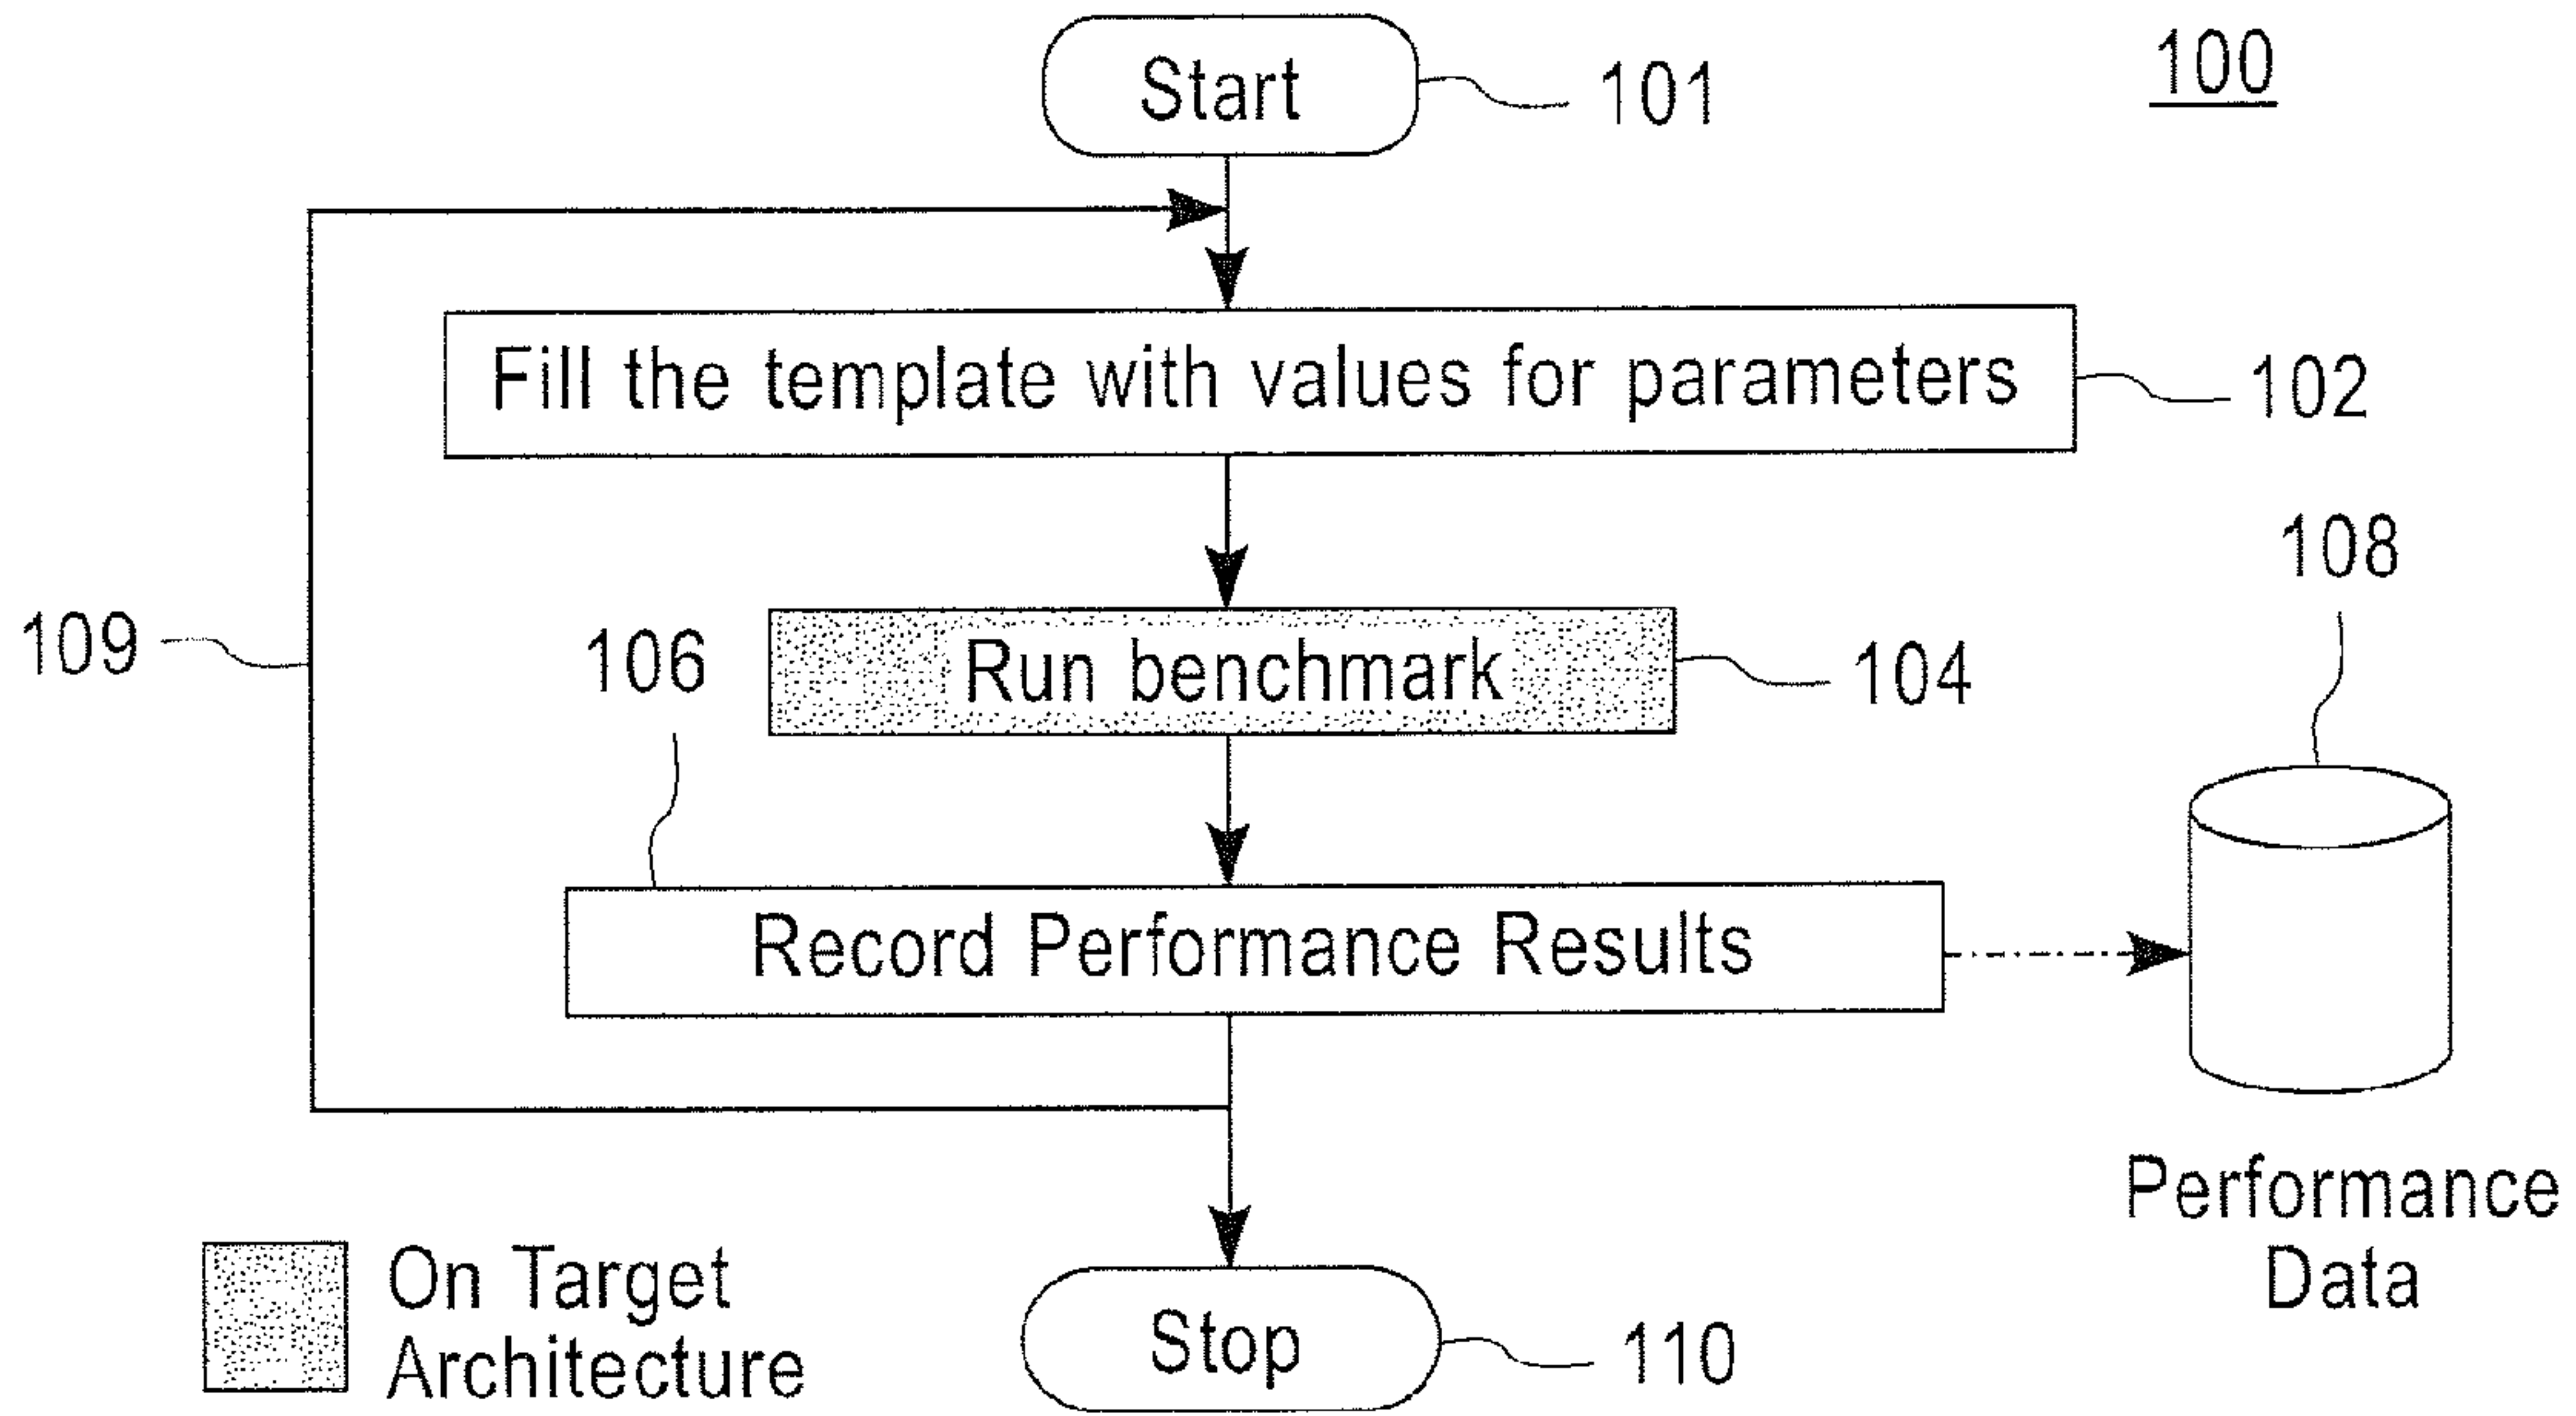 100
Start
101
Fill the template with values for parameters
102
108
109
106
Run benchmark
104
Record Performance Results
Performance
Data
On Target
Architecture
Stop
110